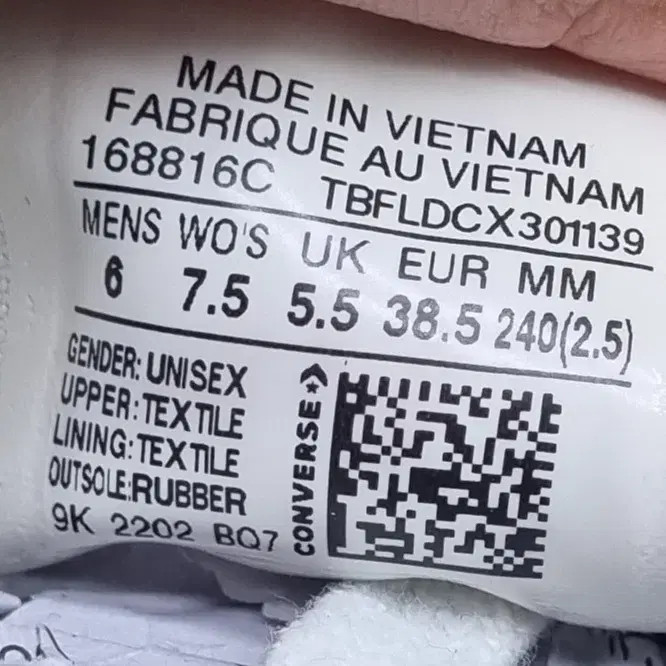 MADE IN VIETNAM
FABRIQUE AU VIETNAM
168816C TBFLDCX301139
MENS WO'S UK EUR MM
6 7.5 5.5 38.5 240(2.5)
GENDER: UNISEX
UPPER: TEXTILE
LINING: TEXTILE
OUTSOLE:RUBBER
9K 2202 BQ7
CONVERSE